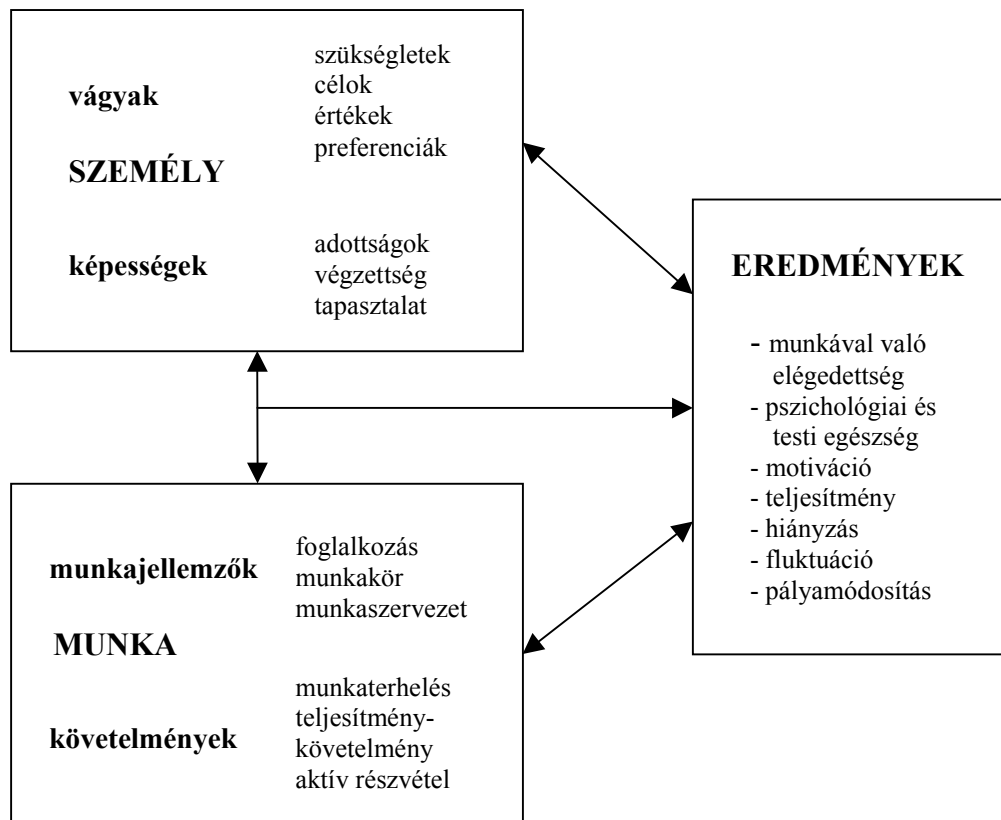 szükségletek
vágyak
célok
értékek
preferenciák
SZEMÉLY
adottságok
képességek
végzettség
tapasztalat
EREDMÉNYEK
- munkával való
elégedettség
- pszichológiai és
testi egészség
- motiváció
- teljesítmény
- hiányzás
- fluktuáció
- pályamódosítás
foglalkozás
munkajellemzők
munkakör
munkaszervezet
MUNKA
munkaterhelés
teljesítmény-
követelmények
követelmény
aktív részvétel